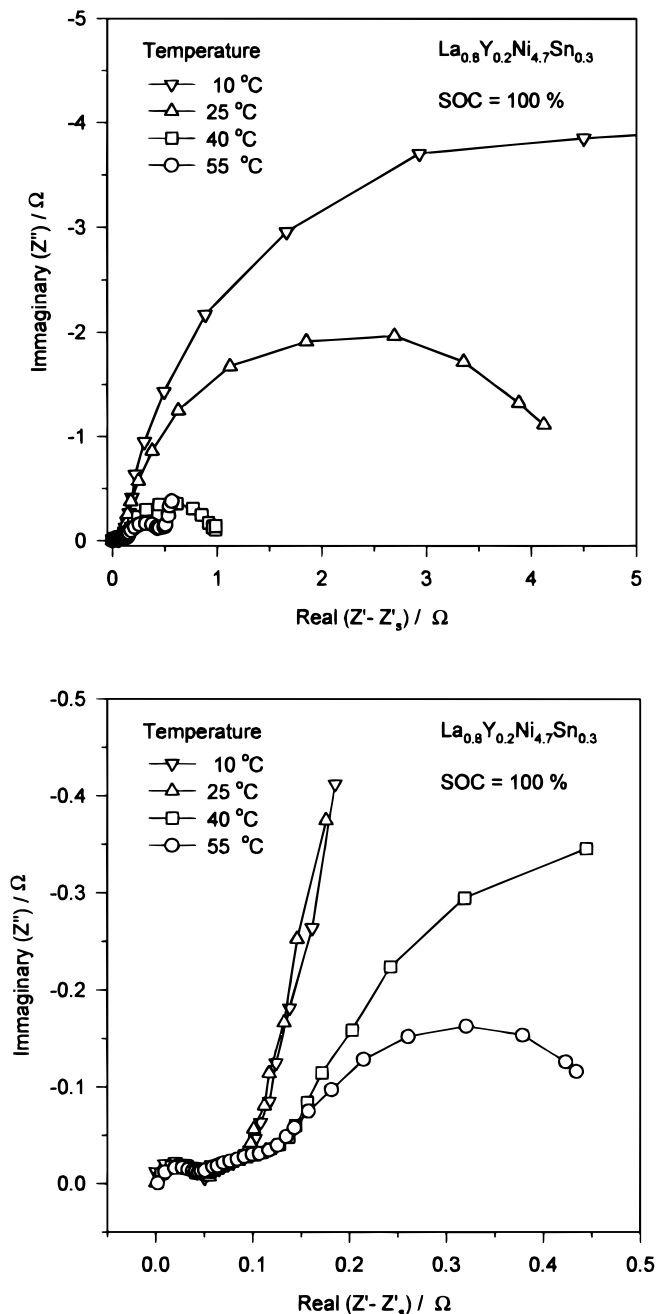 -5
-4
-3
-2
-1
0
Immaginary (Z") / Ω
Temperature
10 °C
25 °C
40 °C
55 °C
La0.8Y0.2Ni4.7Sn0.3
SOC = 100 %
0 1 2 3 4 5
Real (Z'- Z's) / Ω
-0.5
-0.4
-0.3
-0.2
-0.1
0.0
Immaginary (Z") / Ω
Temperature
10 °C
25 °C
40 °C
55 °C
La0.8Y0.2Ni4.7Sn0.3
SOC = 100 %
0.0 0.1 0.2 0.3 0.4 0.5
Real (Z'- Z's) / Ω